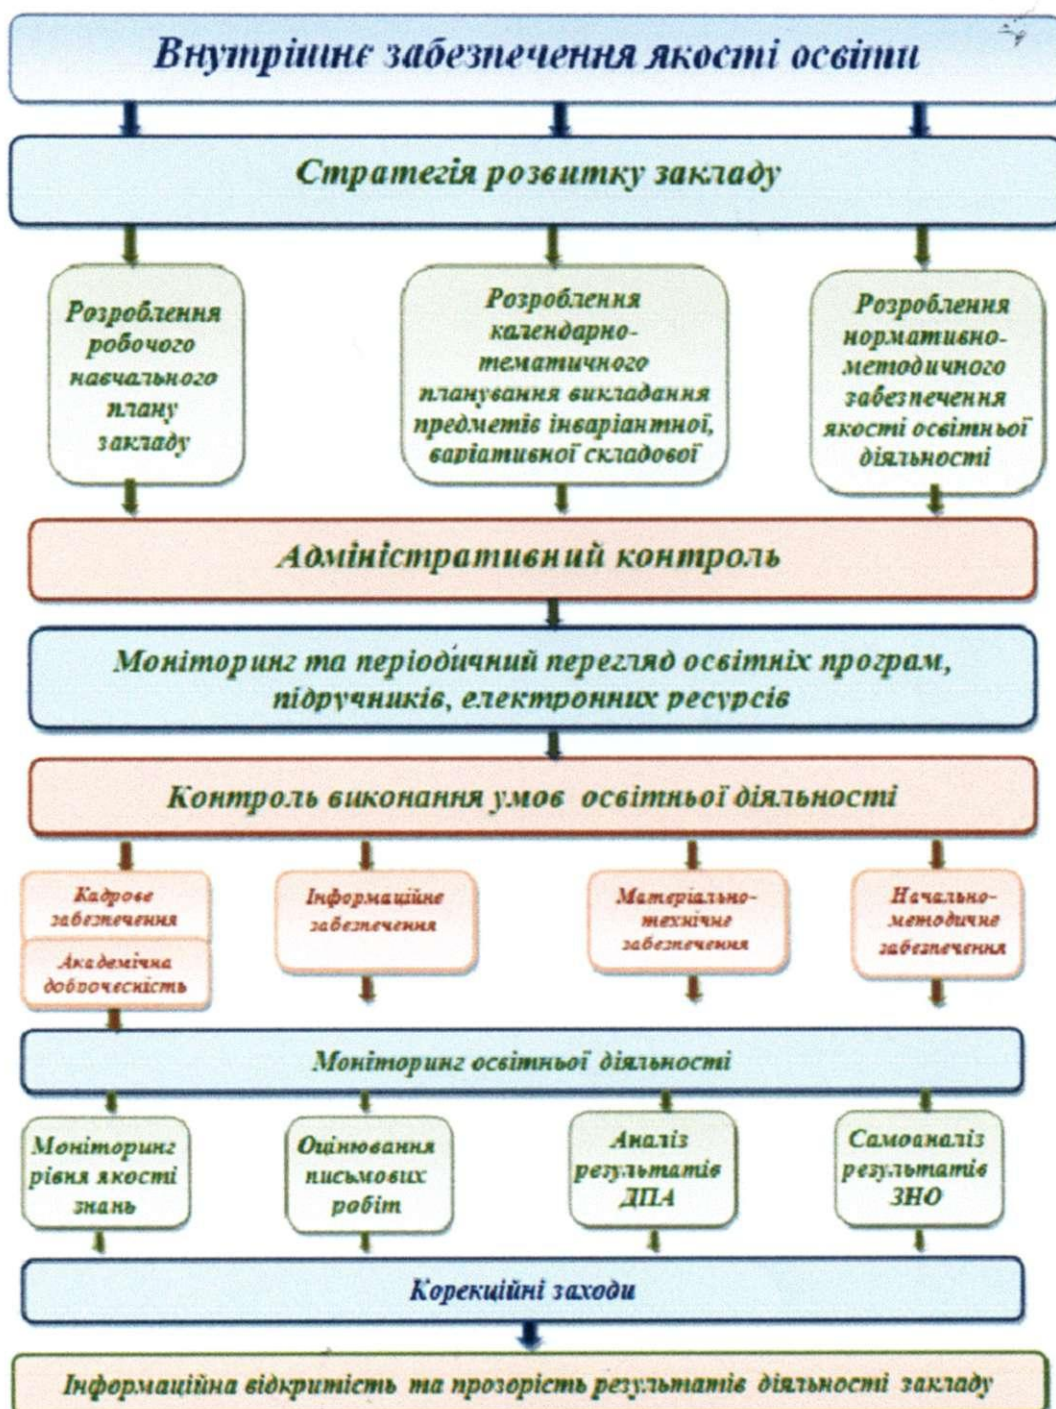 Внутрішнє забезпечення якості освіти
Стратегія розвитку закладу
Розроблення
робочого
навчального
плану
закладу
Розроблення
календарно-
тематичного
планування викладання
предметів інваріантної,
варіативної складової
Розроблення
нормативно-
методичного
забезпечення
якості освітньої
діяльності
Адміністративний контроль
Моніторинг та періодичний перегляд освітніх програм,
підручників, електронних ресурсів
Контроль виконання умов освітньої діяльності
Кадрове
забезпечення
Академічна
доброчесність
Інформаційне
забезпечення
Матеріально-
технічне
забезпечення
Начально-
методичне
забезпечення
Моніторинг освітньої діяльності
Моніторинг
рівня якості
знань
Оцінювання
письмових
робіт
Аналіз
результатів
ДПА
Самоаналіз
результатів
ЗНО
Корекційні заходи
Інформаційна відкритість та прозорість результатів діяльності закладу